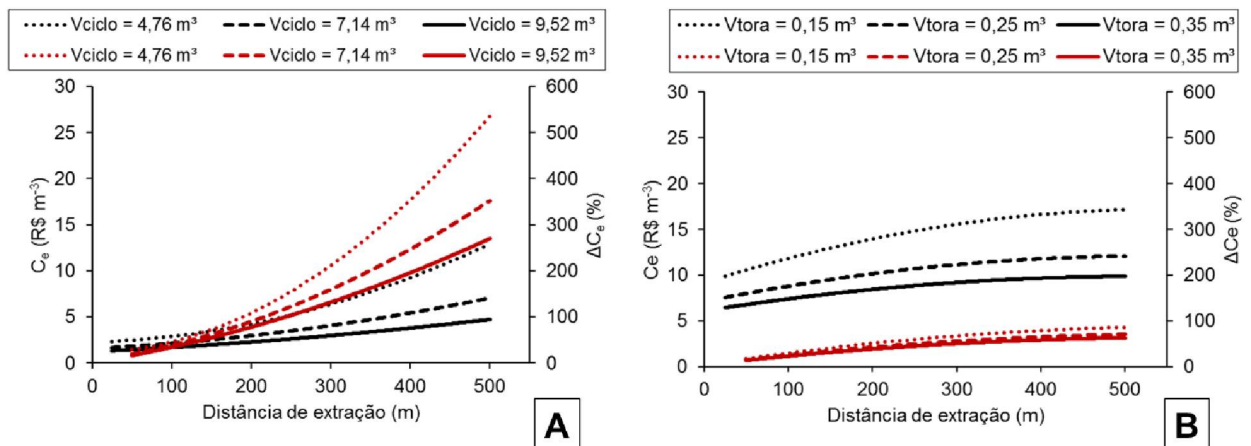 Vciclo = 4,76 m³ Vciclo = 7,14 m³ Vciclo = 9,52 m³
Vciclo = 4,76 m³ Vciclo = 7,14 m³ Vciclo = 9,52 m³
30
25
20
15
10
5
0
Cₑ (R$ m⁻³)
600
500
400
300
200
100
0
ΔCₑ (%)
0 100 200 300 400 500
Distância de extração (m)
A
Vtora = 0,15 m³ Vtora = 0,25 m³ Vtora = 0,35 m³
Vtora = 0,15 m³ Vtora = 0,25 m³ Vtora = 0,35 m³
30
25
20
15
10
5
0
Ce (R$ m⁻³)
600
500
400
300
200
100
0
ΔCe (%)
0 100 200 300 400 500
Distância de extração (m)
B